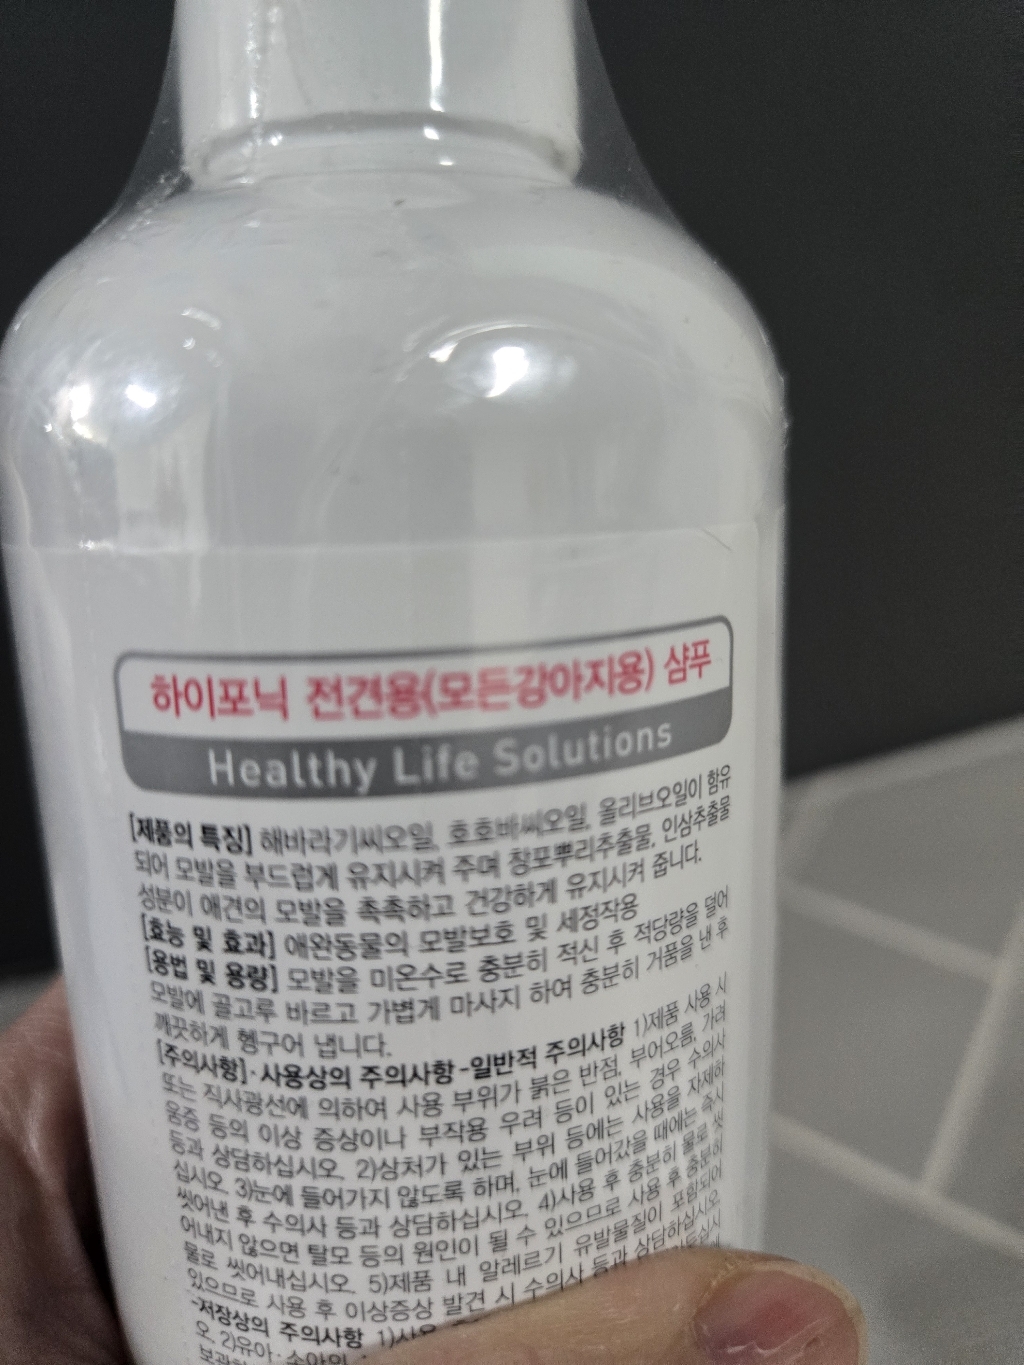 하이포닉 전견용(모든강아지용) 샴푸
Healthy Life Solutions
[제품의 특징] 해바라기씨오일, 호호바씨오일, 올리브오일이 함유
되어 모발을 부드럽게 유지시켜 주며 창포뿌리추출물, 인삼추출물
성분이 애견의 모발을 촉촉하고 건강하게 유지시켜 줍니다.
[효능 및 효과] 애완동물의 모발보호 및 세정작용
[용법 및 용량] 모발을 미온수로 충분히 적신 후 적당량을 덜어
모발에 골고루 바르고 가볍게 마사지 하여 충분히 거품을 낸 후
깨끗하게 헹구어 냅니다.
[주의사항]·사용상의 주의사항-일반적 주의사항 1)제품 사용 시
또는 직사광선에 의하여 사용 부위가 붉은 반점, 부어오름, 가려
움증 등의 이상 증상이나 부작용 우려 등이 있는 경우 수의사
등과 상담하십시오. 2)상처가 있는 부위 등에는 사용을 자제하
십시오. 3)눈에 들어가지 않도록 하며, 눈에 들어갔을 때에는 즉시
씻어낸 후 수의사 등과 상담하십시오. 4)사용 후 충분히 물로 씻
어내지 않으면 탈모 등의 원인이 될 수 있으므로 사용 후 충분히
물로 씻어내십시오. 5)제품 내 알레르기 유발물질이 포함되어
있으므로 사용 후 이상증상 발견 시 수의사 등과 상담하십시오.
-저장상의 주의사항 1)사용
오. 2)유아·소아의